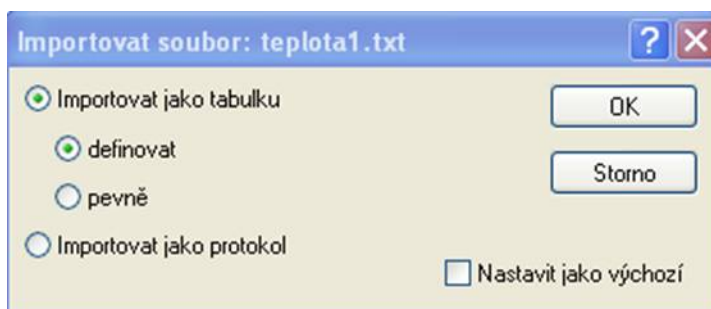 Importovat soubor: teplota1.txt
?
Importovat jako tabulku
OK
definovat
Storno
pevně
Importovat jako protokol
Nastavit jako výchozí